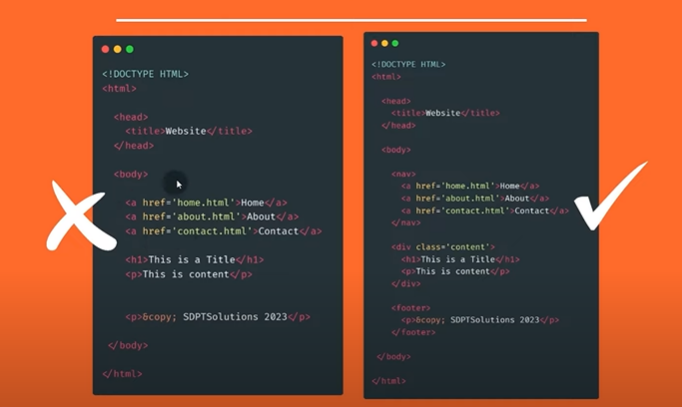 <!DOCTYPE HTML>
<html>
<head>
<title>Website</title>
</head>
<body>
<a href='home.html'>Home</a>
<a href='about.html'>About</a>
<a href='contact.html'>Contact</a>
<h1>This is a Title</h1>
<p>This is content</p>
<p>&copy; SDPTSolutions 2023</p>
</body>
</html>
<!DOCTYPE HTML>
<html>
<head>
<title>Website</title>
</head>
<body>
<nav>
<a href='home.html'>Home</a>
<a href='about.html'>About</a>
<a href='contact.html'>Contact</a>
</nav>
<div class='content'>
<h1>This is a Title</h1>
<p>This is content</p>
</div>
<footer>
<p>&copy; SDPTSolutions 2023</p>
</footer>
</body>
</html>